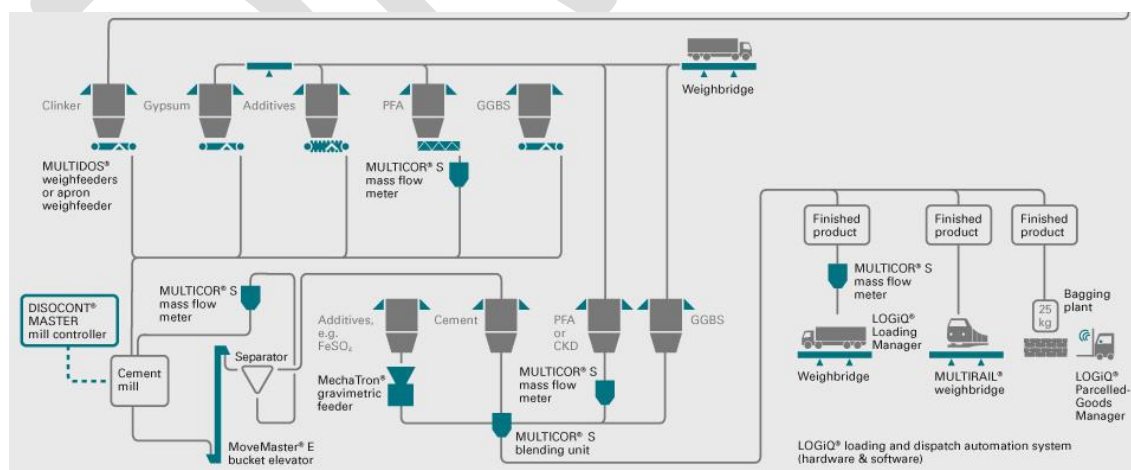 Weighbridge
Clinker
Gypsum
Additives
PFA
GGBS
MULTIDOS®
weighfeeders
or apron
weighfeeder
MULTICOR® S
mass flow
meter
Finished
product
Finished
product
Finished
product
MULTICOR® S
mass flow
meter
DISOCONT®
MASTER
mill controller
Cement
mill
Separator
MoveMaster® E
bucket elevator
Additives,
e.g.
FeSO₄
Cement
PFA
or
CKD
GGBS
MechaTron®
gravimetric
feeder
MULTICOR® S
mass flow
meter
MULTICOR® S
blending unit
MULTICOR® S
mass flow
meter
LOGiQ®
Loading
Manager
Weighbridge
MULTIRAIL®
weighbridge
25
kg
Bagging
plant
LOGiQ®
Parcelled-
Goods
Manager
LOGiQ® loading and dispatch automation system
(hardware & software)